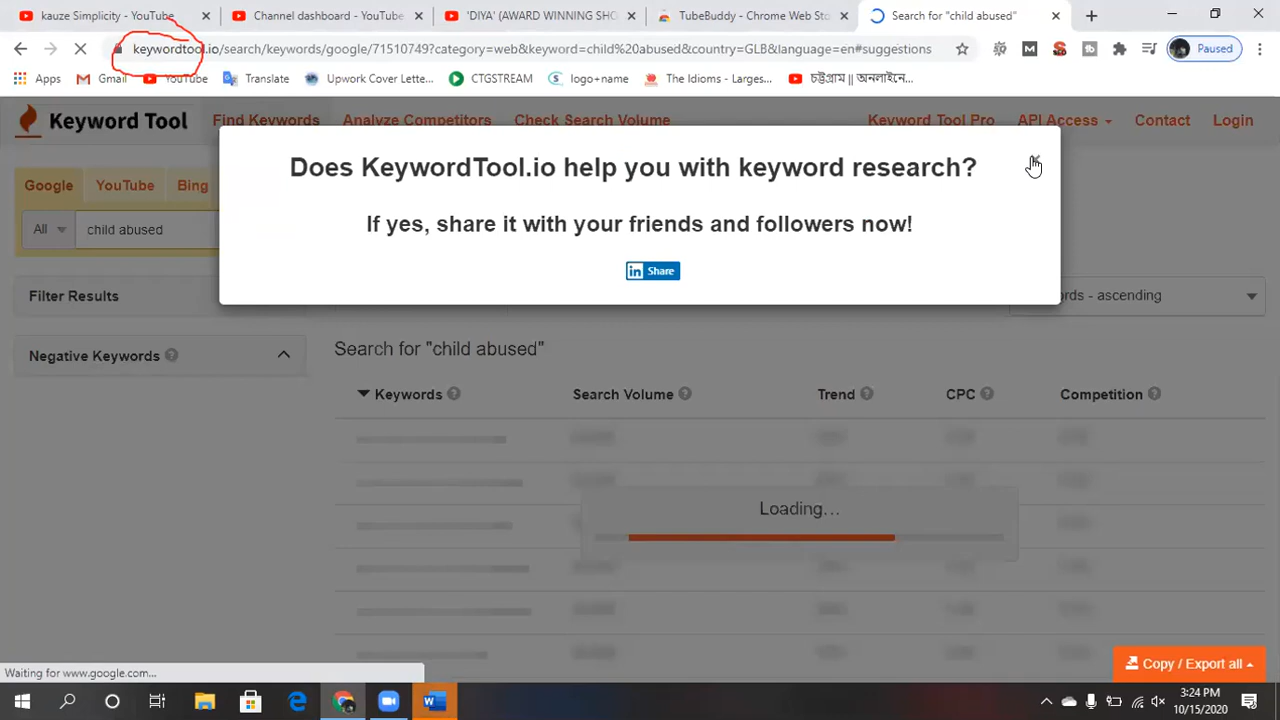 kauze Simplicity - YouTube
Channel dashboard - YouTube
'DIYA' (AWARD WINNING SHO
TubeBuddy - Chrome Web Sto
Search for "child abused"
keywordtool.io/search/keywords/google/71510749?category=web&keyword=child%20abused&country=GLB&language=en#suggestions
Paused
Apps
Gmail
YouTube
Translate
Upwork Cover Lette...
CTGSTREAM
logo+name
The Idioms - Larges...
চট্টগ্রাম || অনলাইনে...
Keyword Tool
Find Keywords
Analyze Competitors
Check Search Volume
Keyword Tool Pro
API Access
Contact
Login
Does KeywordTool.io help you with keyword research?
If yes, share it with your friends and followers now!
in Share
Google
YouTube
Bing
All
child abused
Filter Results
Negative Keywords
rds - ascending
Search for "child abused"
Keywords
Search Volume
Trend
CPC
Competition
Loading...
Copy / Export all
Waiting for www.google.com...
3:24 PM
10/15/2020